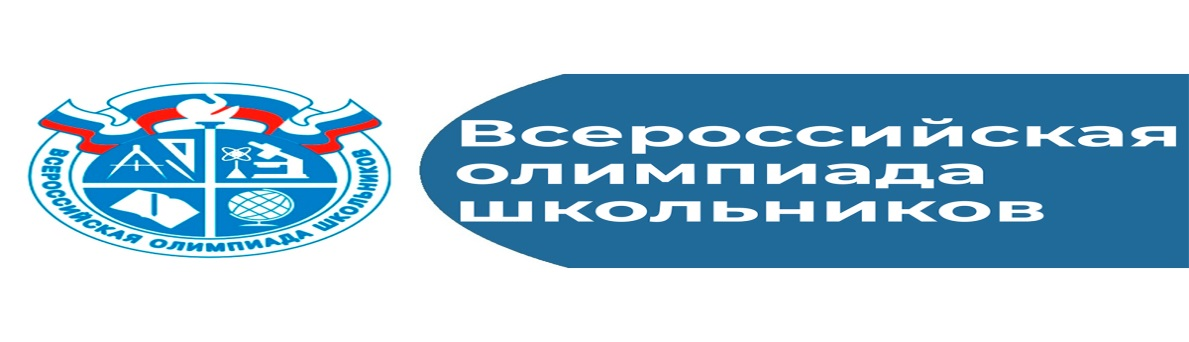 ВСЕРОССИЙСКАЯ ОЛИМПИАДА ШКОЛЬНИКОВ
Всероссийская
олимпиада
школьников